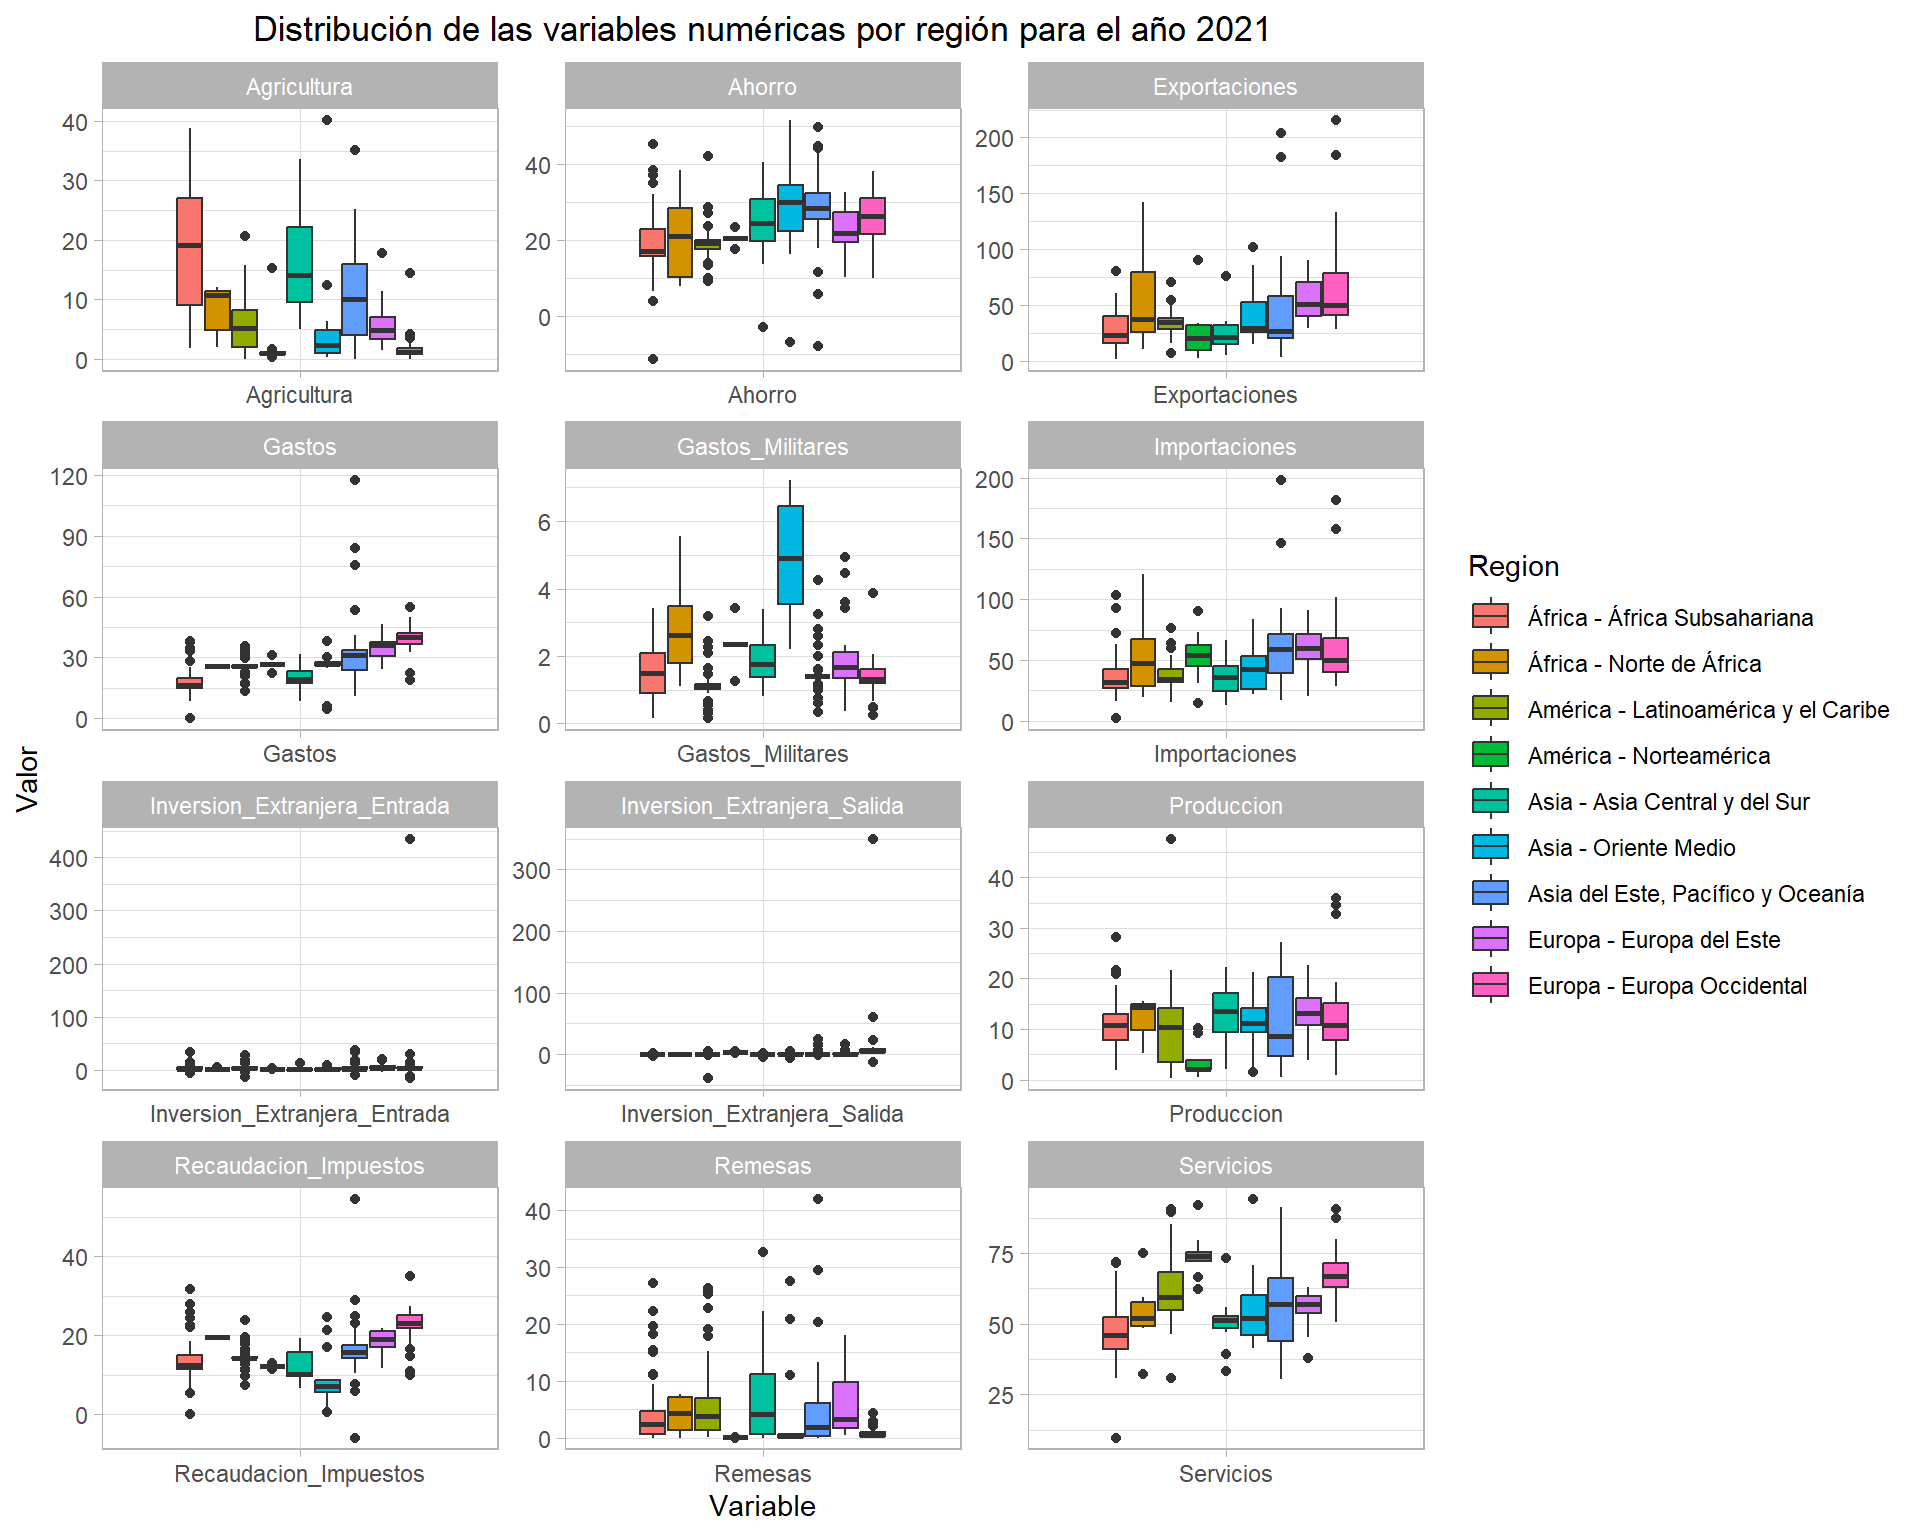 Distribución de las variables numéricas por región para el año 2021
Agricultura
Ahorro
Exportaciones
40
30
20
10
0
40
20
0
200
150
100
50
0
Agricultura
Ahorro
Exportaciones
Gastos
Gastos_Militares
Importaciones
120
90
60
30
0
6
4
2
0
200
150
100
50
0
Gastos
Gastos_Militares
Importaciones
Valor
Inversion_Extranjera_Entrada
Inversion_Extranjera_Salida
Produccion
400
300
200
100
0
300
200
100
0
40
30
20
10
0
Inversion_Extranjera_Entrada
Inversion_Extranjera_Salida
Produccion
Recaudacion_Impuestos
Remesas
Servicios
40
20
0
40
30
20
10
0
75
50
25
Recaudacion_Impuestos
Remesas
Servicios
Variable
Region
África - África Subsahariana
África - Norte de África
América - Latinoamérica y el Caribe
América - Norteamérica
Asia - Asia Central y del Sur
Asia - Oriente Medio
Asia del Este, Pacífico y Oceanía
Europa - Europa del Este
Europa - Europa Occidental